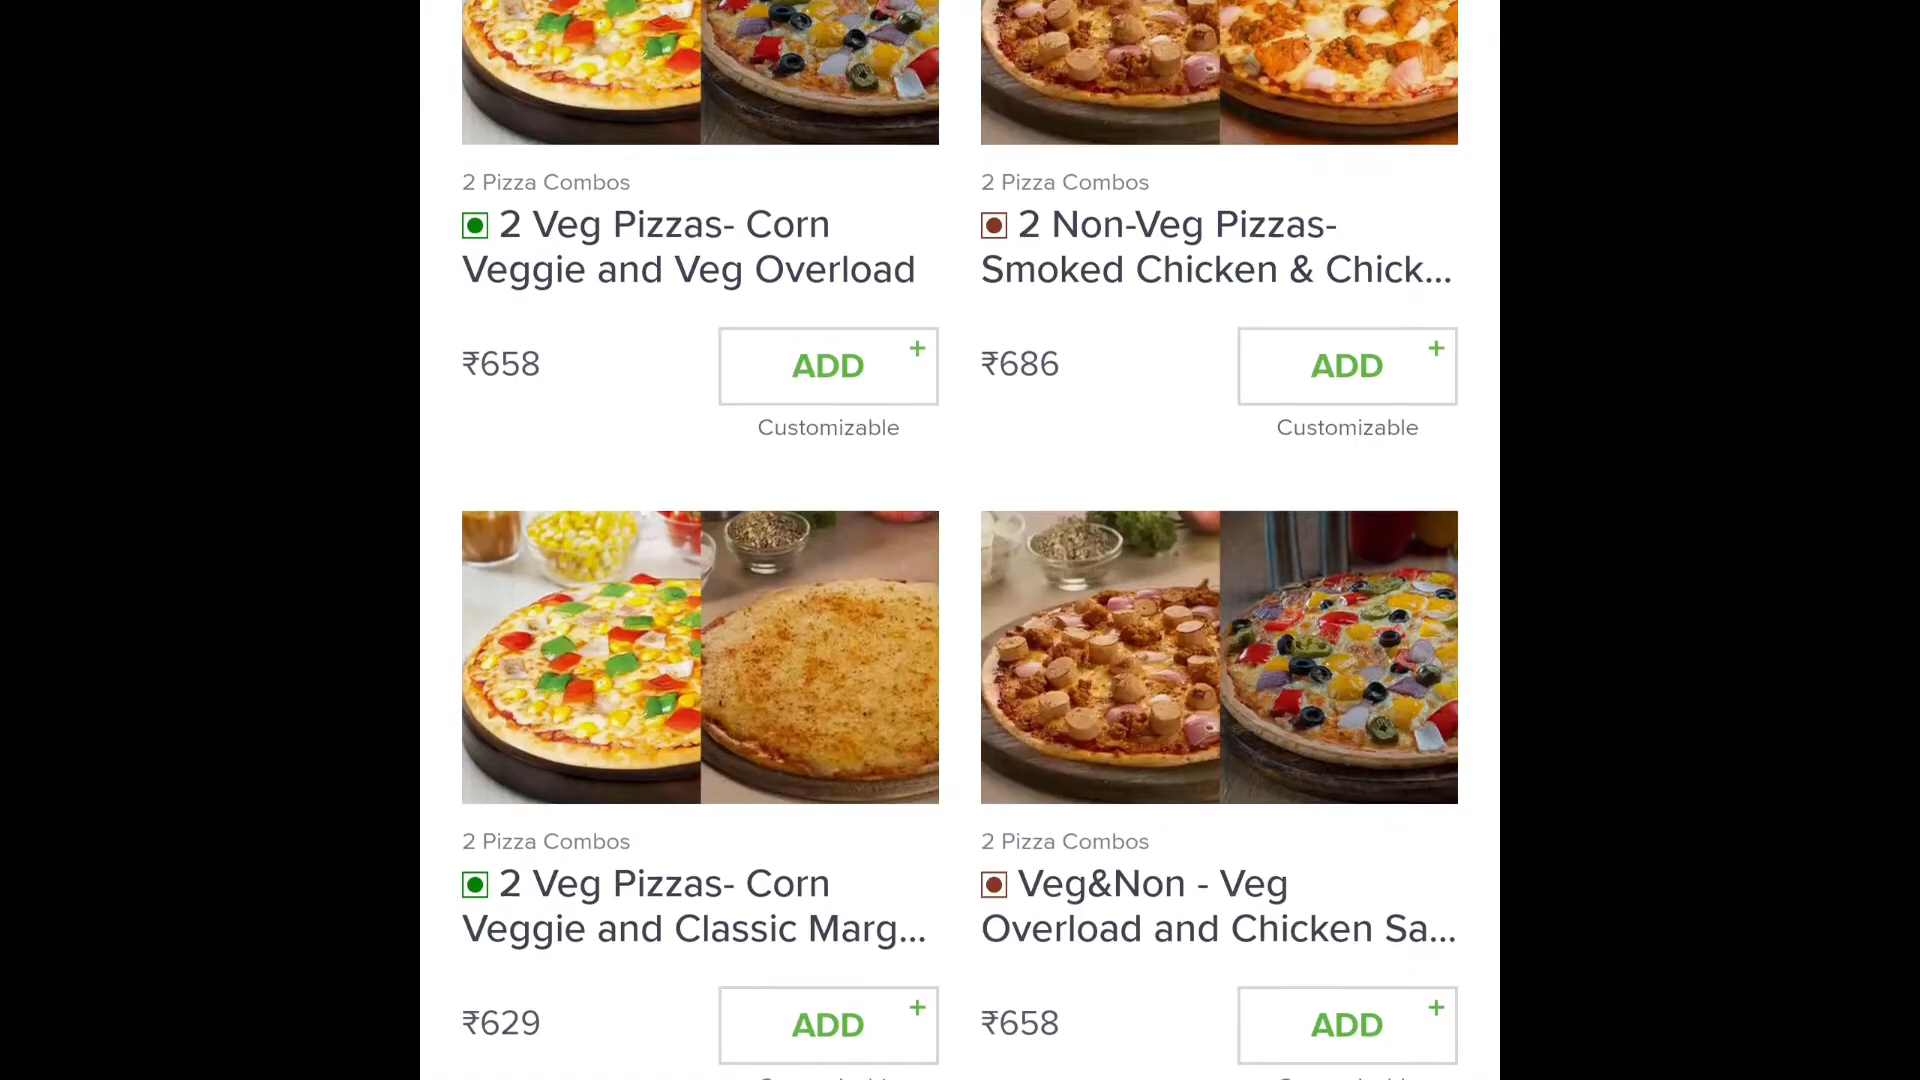 2 Pizza Combos
2 Veg Pizzas- Corn
Veggie and Veg Overload
₹658
ADD +
Customizable
2 Pizza Combos
2 Non-Veg Pizzas-
Smoked Chicken & Chick...
₹686
ADD +
Customizable
2 Pizza Combos
2 Veg Pizzas- Corn
Veggie and Classic Marg...
₹629
ADD +
2 Pizza Combos
Veg&Non - Veg
Overload and Chicken Sa...
₹658
ADD +